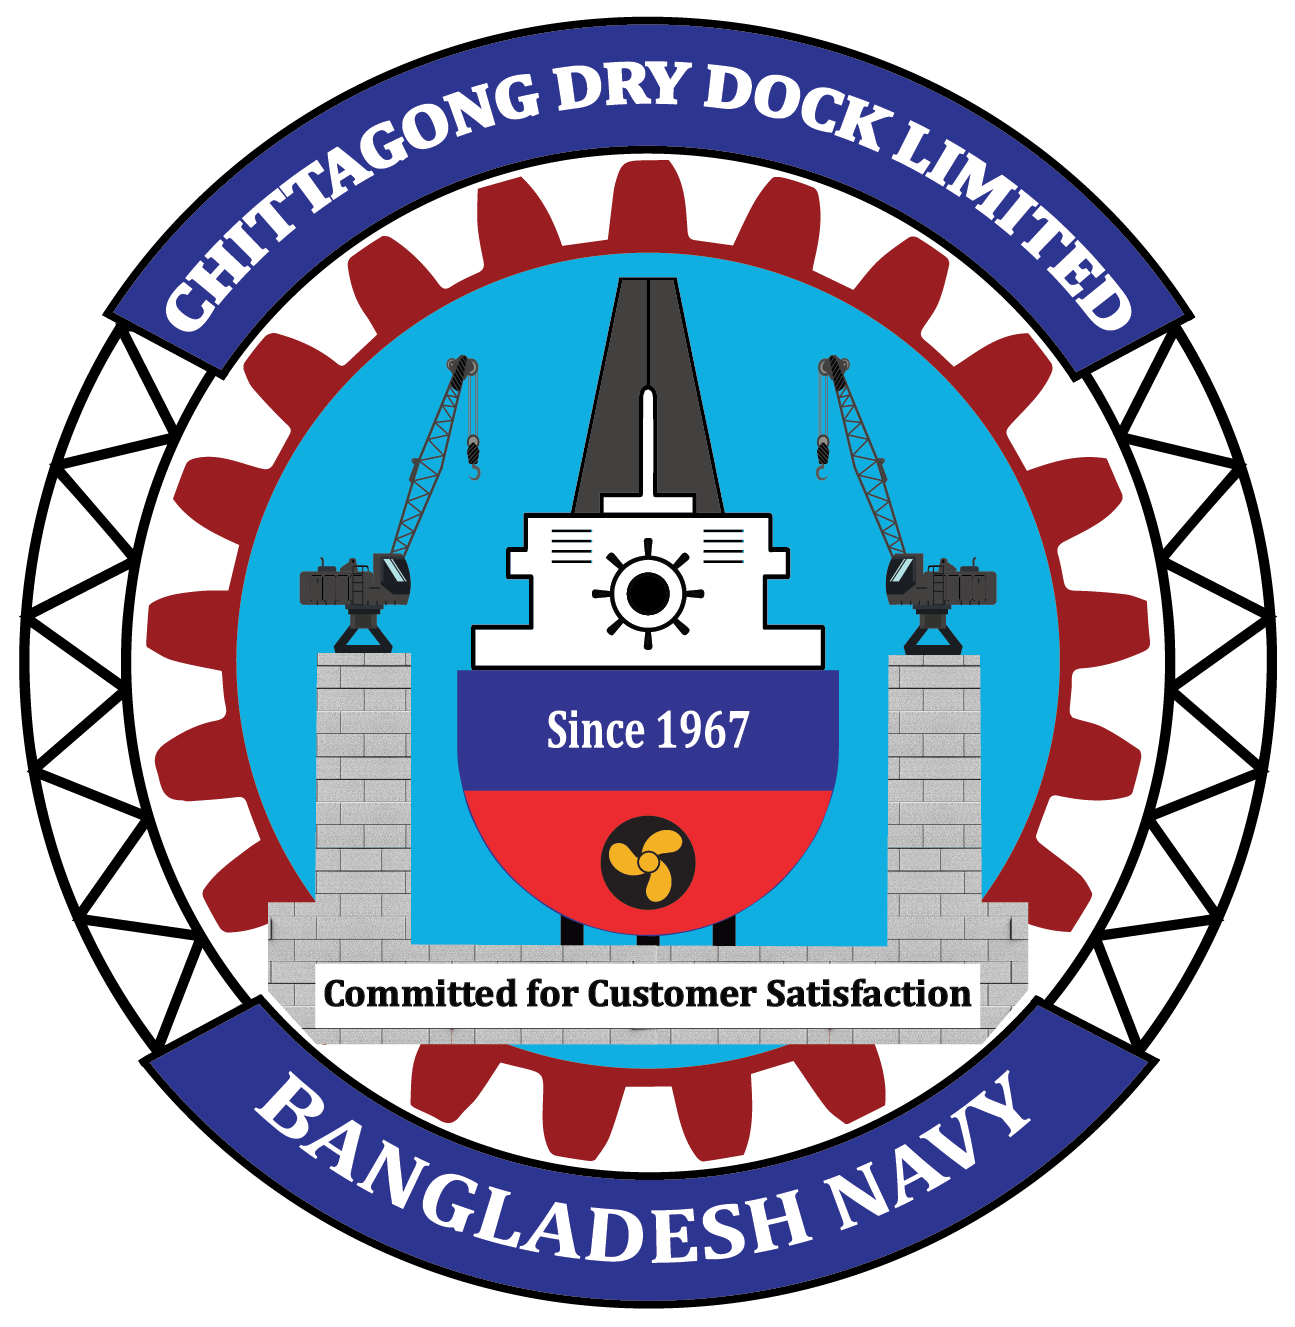 CHITTAGONG DRY DOCK LIMITED
Since 1967
Committed for Customer Satisfaction
BANGLADESH NAVY